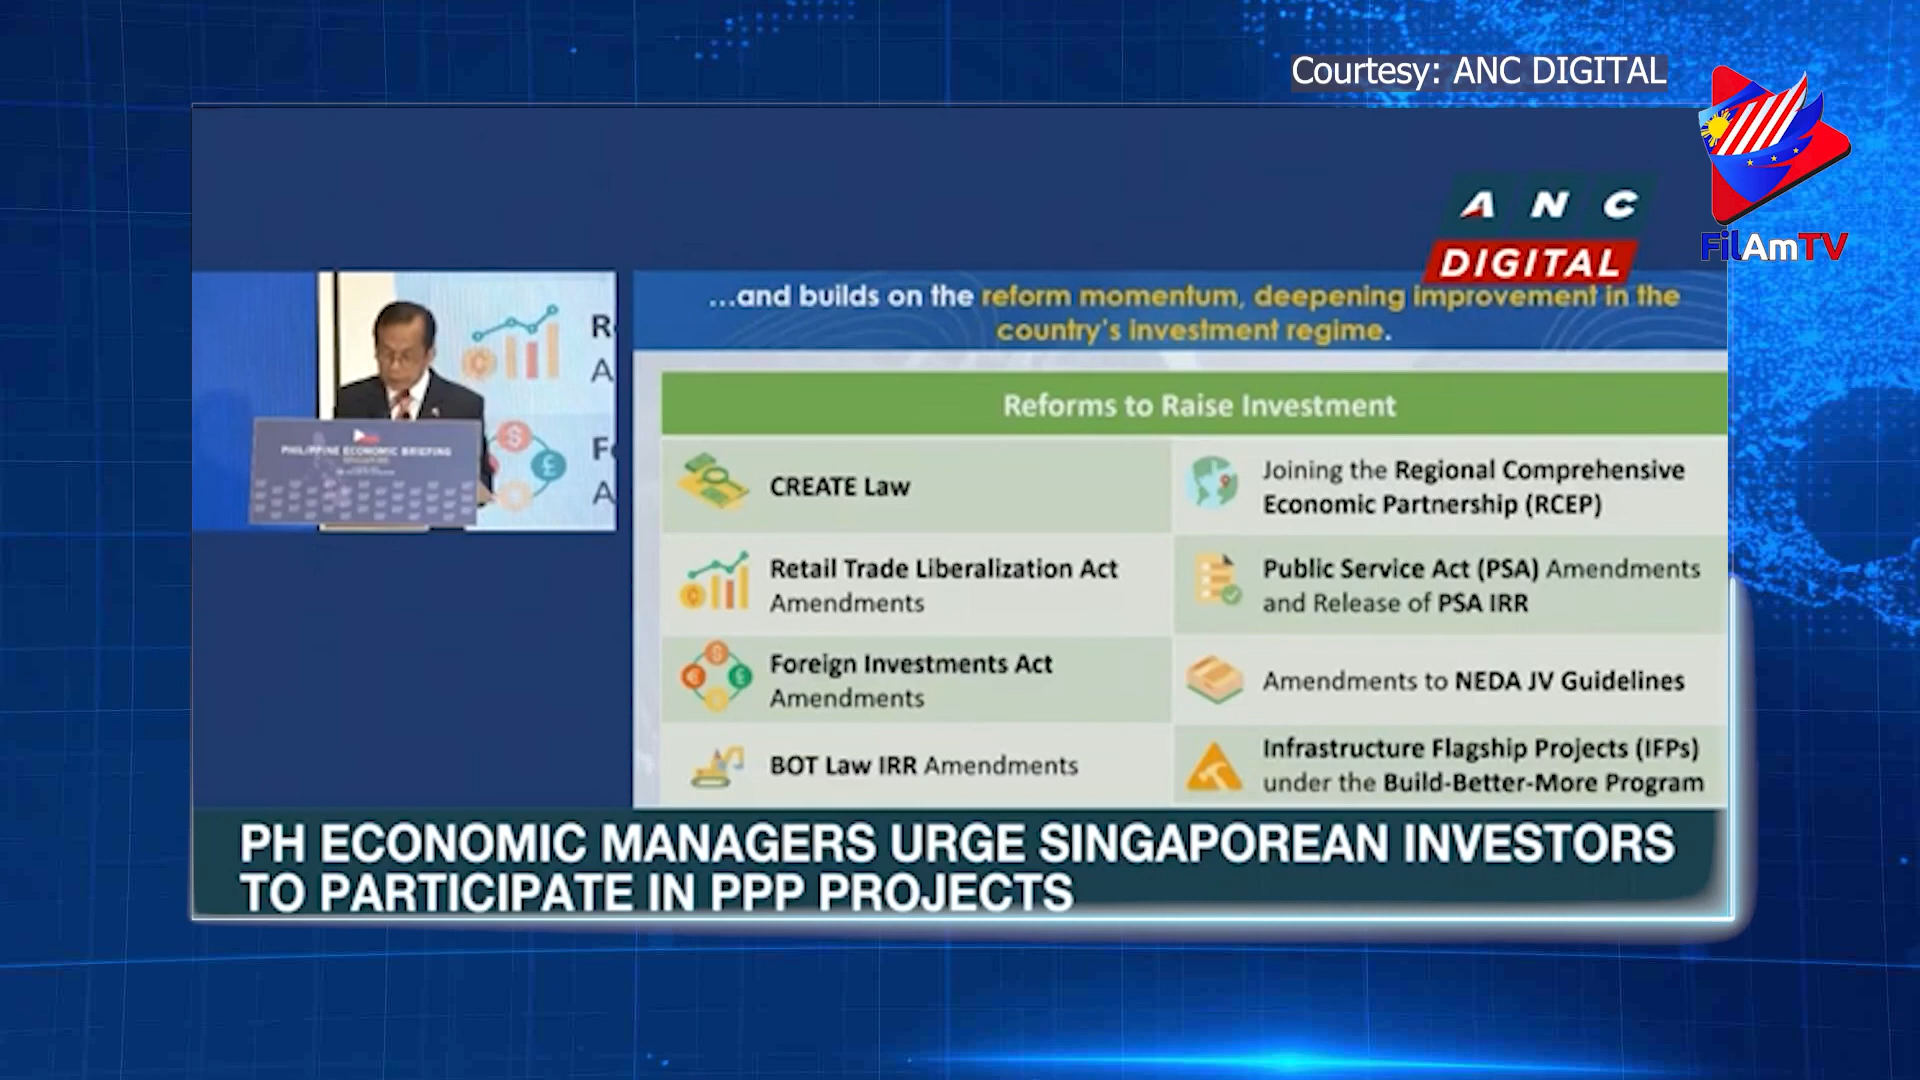 Courtesy: ANC DIGITAL
FilAmTV
A N C
DIGITAL
...and builds on the reform momentum, deepening improvement in the
country's investment regime.
R
A
F
A
PHILIPPINE ECONOMIC BRIEFING
Reforms to Raise Investment
CREATE Law
Joining the Regional Comprehensive
Economic Partnership (RCEP)
Retail Trade Liberalization Act
Amendments
Public Service Act (PSA) Amendments
and Release of PSA IRR
Foreign Investments Act
Amendments
Amendments to NEDA JV Guidelines
BOT Law IRR Amendments
Infrastructure Flagship Projects (IFPs)
under the Build-Better-More Program
PH ECONOMIC MANAGERS URGE SINGAPOREAN INVESTORS
TO PARTICIPATE IN PPP PROJECTS